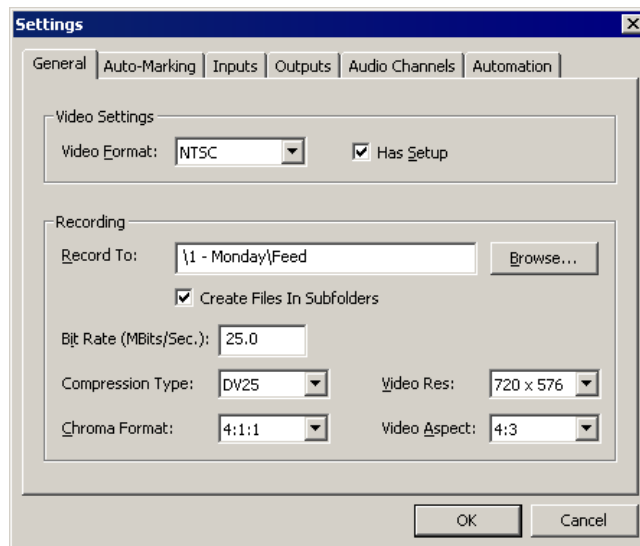 Settings
General Auto-Marking Inputs Outputs Audio Channels Automation
Video Settings
Video Format: NTSC Has Setup
Recording
Record To: \1 - Monday\Feed Browse...
Create Files In Subfolders
Bit Rate (MBits/Sec.): 25.0
Compression Type: DV25 Video Res: 720 x 576
Chroma Format: 4:1:1 Video Aspect: 4:3
OK Cancel